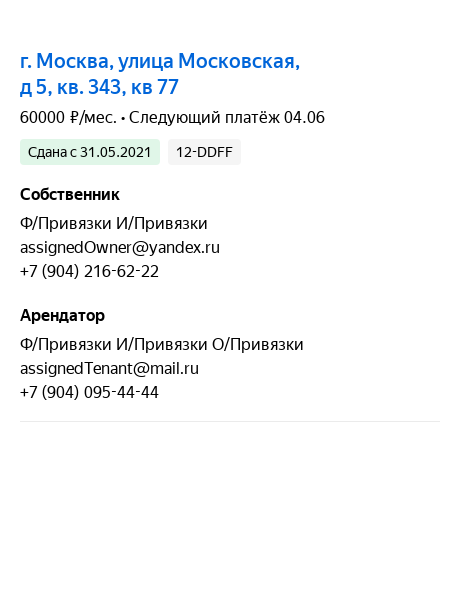 г. Москва, улица Московская,
д 5, кв. 343, кв 77
60000 ₽/мес. • Следующий платёж 04.06
Сдана с 31.05.2021 12-DDFF
Собственник
Ф/Привязки И/Привязки
assignedOwner@yandex.ru
+7 (904) 216-62-22
Арендатор
Ф/Привязки И/Привязки О/Привязки
assignedTenant@mail.ru
+7 (904) 095-44-44